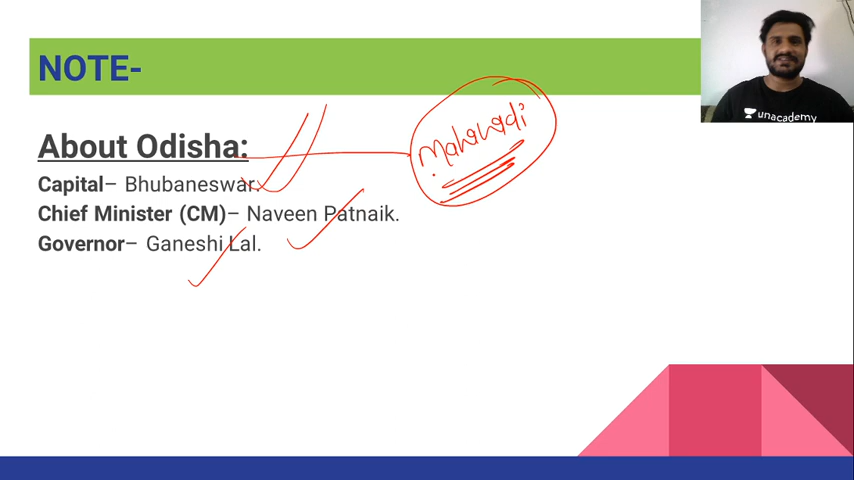 NOTE-
About Odisha:
Capital– Bhubaneswar.
Chief Minister (CM)– Naveen Patnaik.
Governor– Ganeshi Lal.
Mahanadi
unacademy